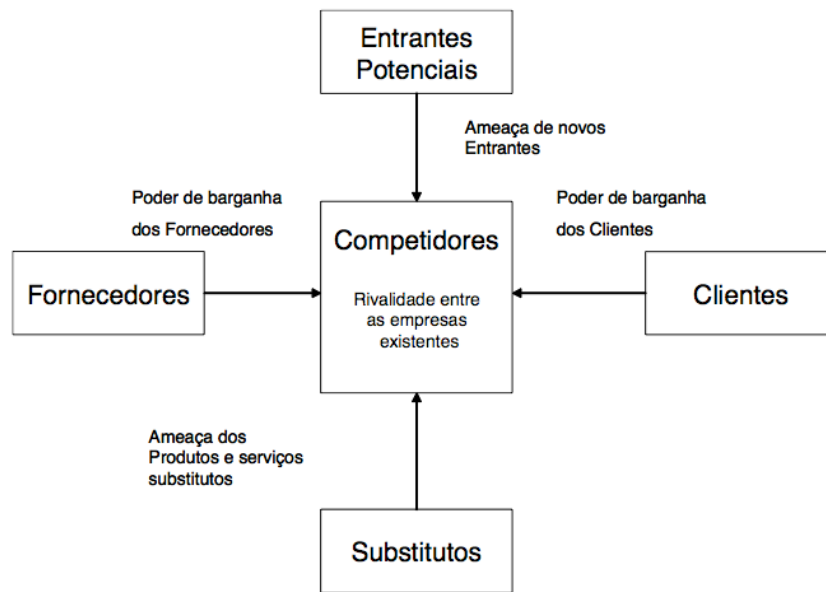 Entrantes
Potenciais
Ameaça de novos
Entrantes
Poder de barganha
dos Fornecedores
Poder de barganha
dos Clientes
Competidores
Rivalidade entre
as empresas
existentes
Fornecedores
Clientes
Ameaça dos
Produtos e serviços
substitutos
Substitutos